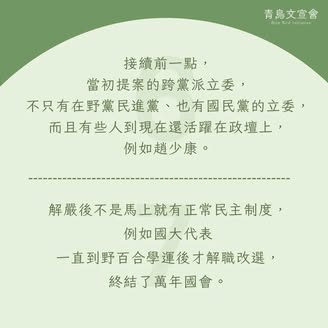 青鳥文宣會
接續前一點，
當初提案的跨黨派立委，
不只有在野黨民進黨、也有國民黨的立委，
而且有些人到現在還活躍在政壇上，
例如趙少康。
解嚴後不是馬上就有正常民主制度，
例如國大代表
一直到野百合學運後才解職改選，
終結了萬年國會。